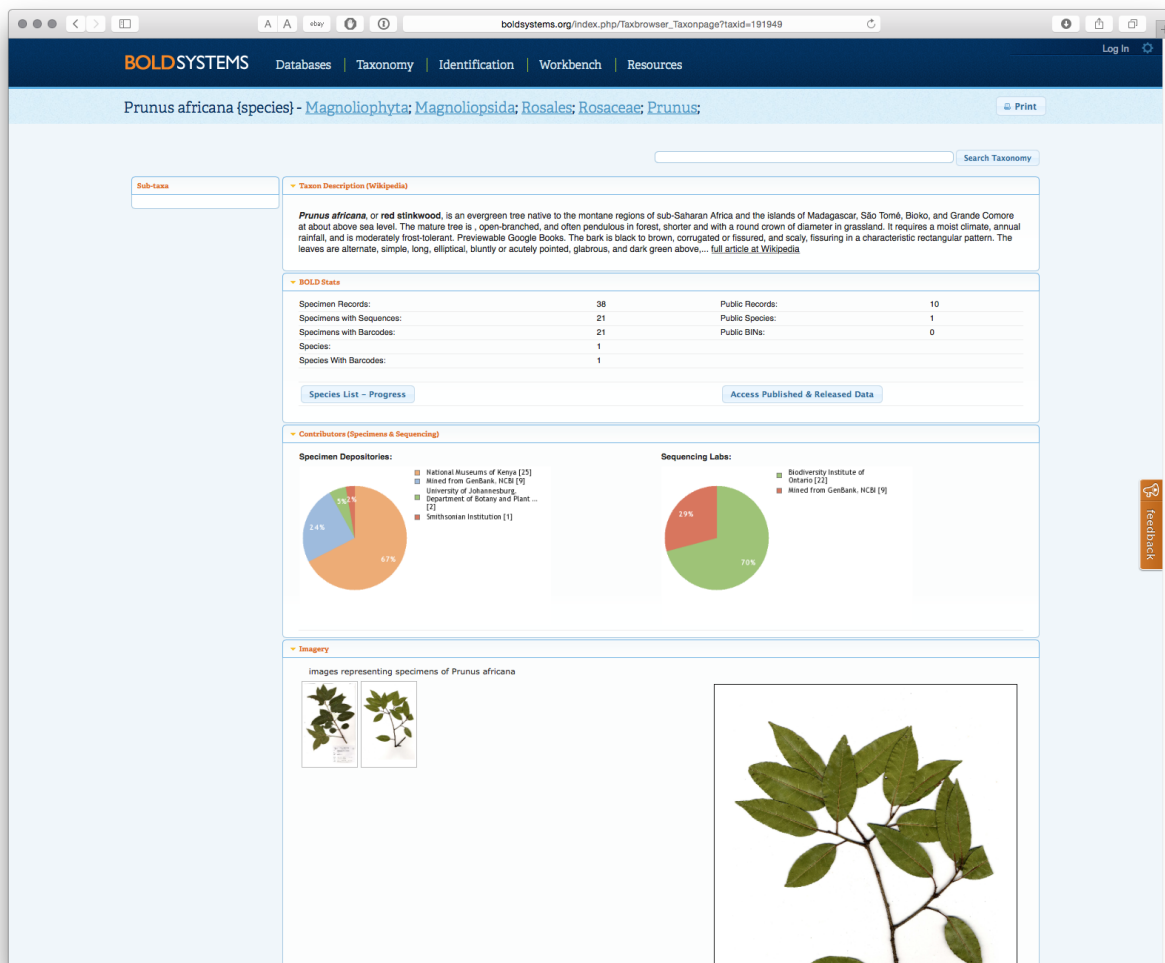 A A ebay boldsystems.org/index.php/Taxbrowser_Taxonpage?taxid=191949
Log In
BOLDSYSTEMS Databases | Taxonomy | Identification | Workbench | Resources
Prunus africana {species} - Magnoliophyta; Magnoliopsida; Rosales; Rosaceae; Prunus;
Print
Search Taxonomy
Sub-taxa
Taxon Description (Wikipedia)
Prunus africana, or red stinkwood, is an evergreen tree native to the montane regions of sub-Saharan Africa and the islands of Madagascar, São Tomé, Bioko, and Grande Comore
at about above sea level. The mature tree is , open-branched, and often pendulous in forest, shorter and with a round crown of diameter in grassland. It requires a moist climate, annual
rainfall, and is moderately frost-tolerant. Previewable Google Books. The bark is black to brown, corrugated or fissured, and scaly, fissuring in a characteristic rectangular pattern. The
leaves are alternate, simple, long, elliptical, bluntly or acutely pointed, glabrous, and dark green above,... full article at Wikipedia
BOLD Stats
Specimen Records: 38 Public Records: 10
Specimens with Sequences: 21 Public Species: 1
Specimens with Barcodes: 21 Public BINs: 0
Species: 1
Species With Barcodes: 1
Species List – Progress
Access Published & Released Data
Contributors (Specimens & Sequencing)
Specimen Depositories:
National Museums of Kenya [25]
Mined from GenBank, NCBI [9]
University of Johannesburg,
Department of Botany and Plant ...
[2]
Smithsonian Institution [1]
5% 2%
24%
67%
Sequencing Labs:
Biodiversity Institute of
Ontario [22]
Mined from GenBank, NCBI [9]
29%
70%
feedback
Imagery
images representing specimens of Prunus africana